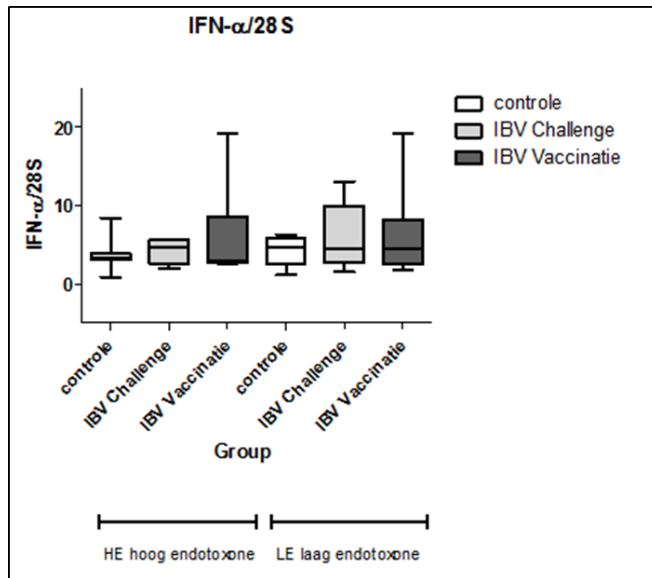 IFN-α/28S
controle
IBV Challenge
IBV Vaccinatie
IFN-α/28S
20
10
0
controle
IBV Challenge
IBV Vaccinatie
controle
IBV Challenge
IBV Vaccinatie
Group
HE hoog endotoxone
LE laag endotoxone